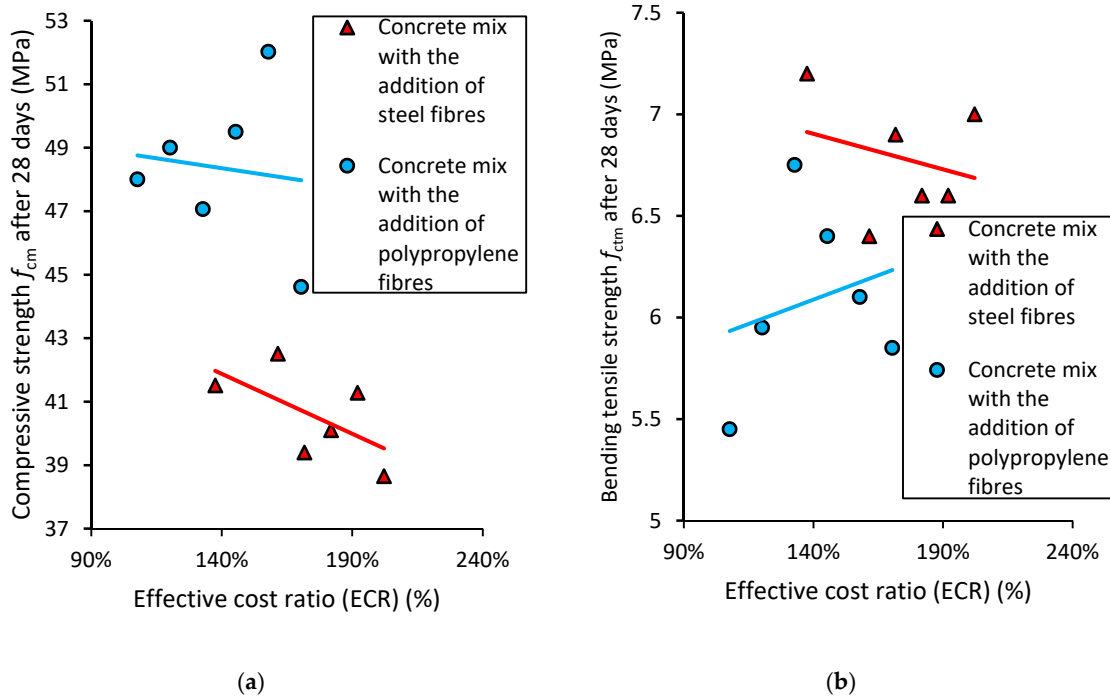 Compressive strength fcm after 28 days (MPa)
53
51
49
47
45
43
41
39
37
90%
140%
190%
240%
Effective cost ratio (ECR) (%)
Concrete mix
with the
addition of
steel fibres
Concrete mix
with the
addition of
polypropylene
fibres
(a)
Bending tensile strength fctm after 28 days (MPa)
7.5
7
6.5
6
5.5
5
90%
140%
190%
240%
Effective cost ratio (ECR) (%)
Concrete mix
with the
addition of
steel fibres
Concrete mix
with the
addition of
polypropylene
fibres
(b)